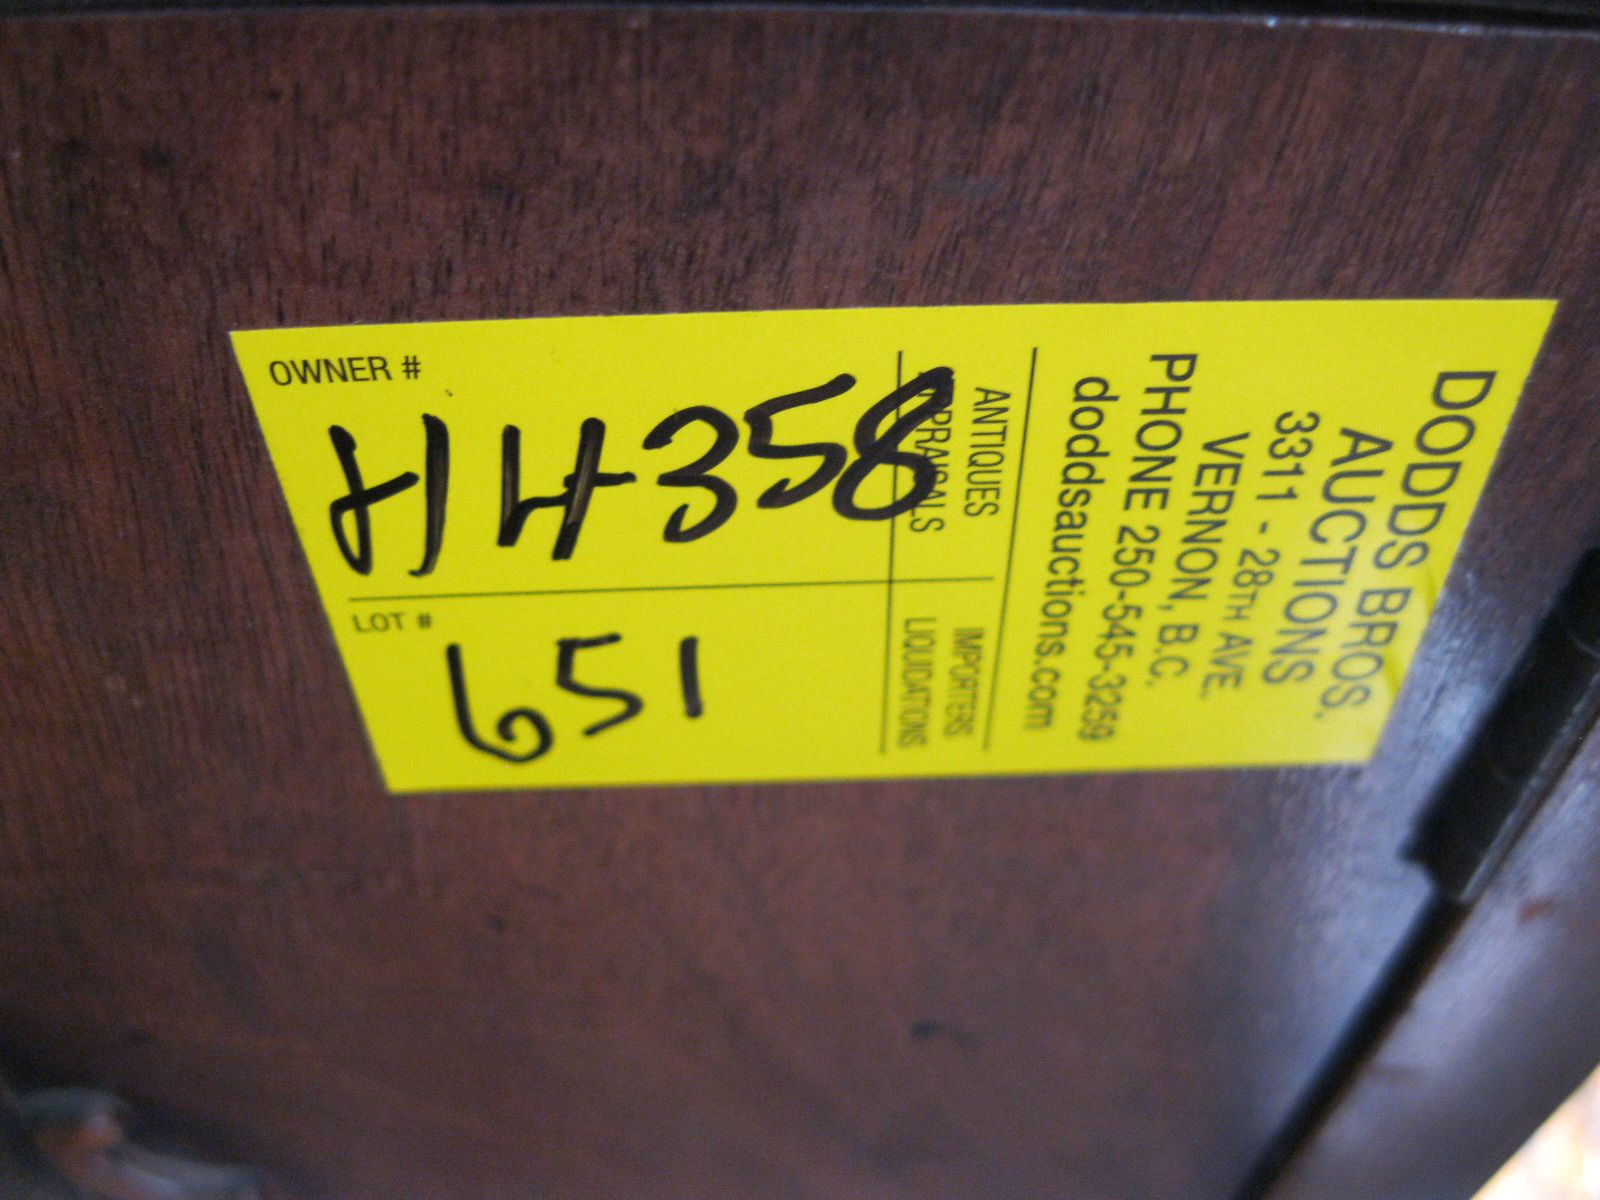 OWNER #
HH358
LOT #
651
DODDS BROS.
AUCTIONS
3311 - 28TH AVE.
VERNON, B.C.
PHONE 250-545-3259
doddsauctions.com
ANTIQUES
APPRAISALS
IMPORTERS
LIQUIDATIONS